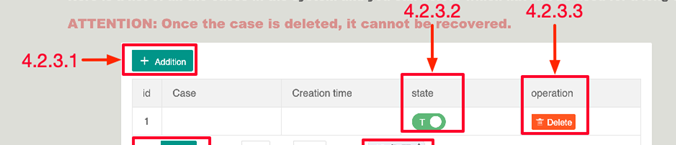 ATTENTION: Once the case is deleted, it cannot be recovered.
4.2.3.2
4.2.3.3
4.2.3.1
+ Addition
id Case Creation time state operation
1 T Delete